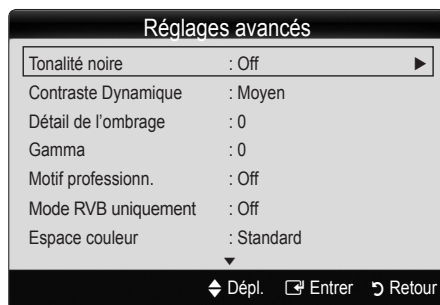 Réglages avancés
Tonalité noire : Off ►
Contraste Dynamique : Moyen
Détail de l’ombrage : 0
Gamma : 0
Motif professionn. : Off
Mode RVB uniquement : Off
Espace couleur : Standard
▼
Dépl. Entrer Retour